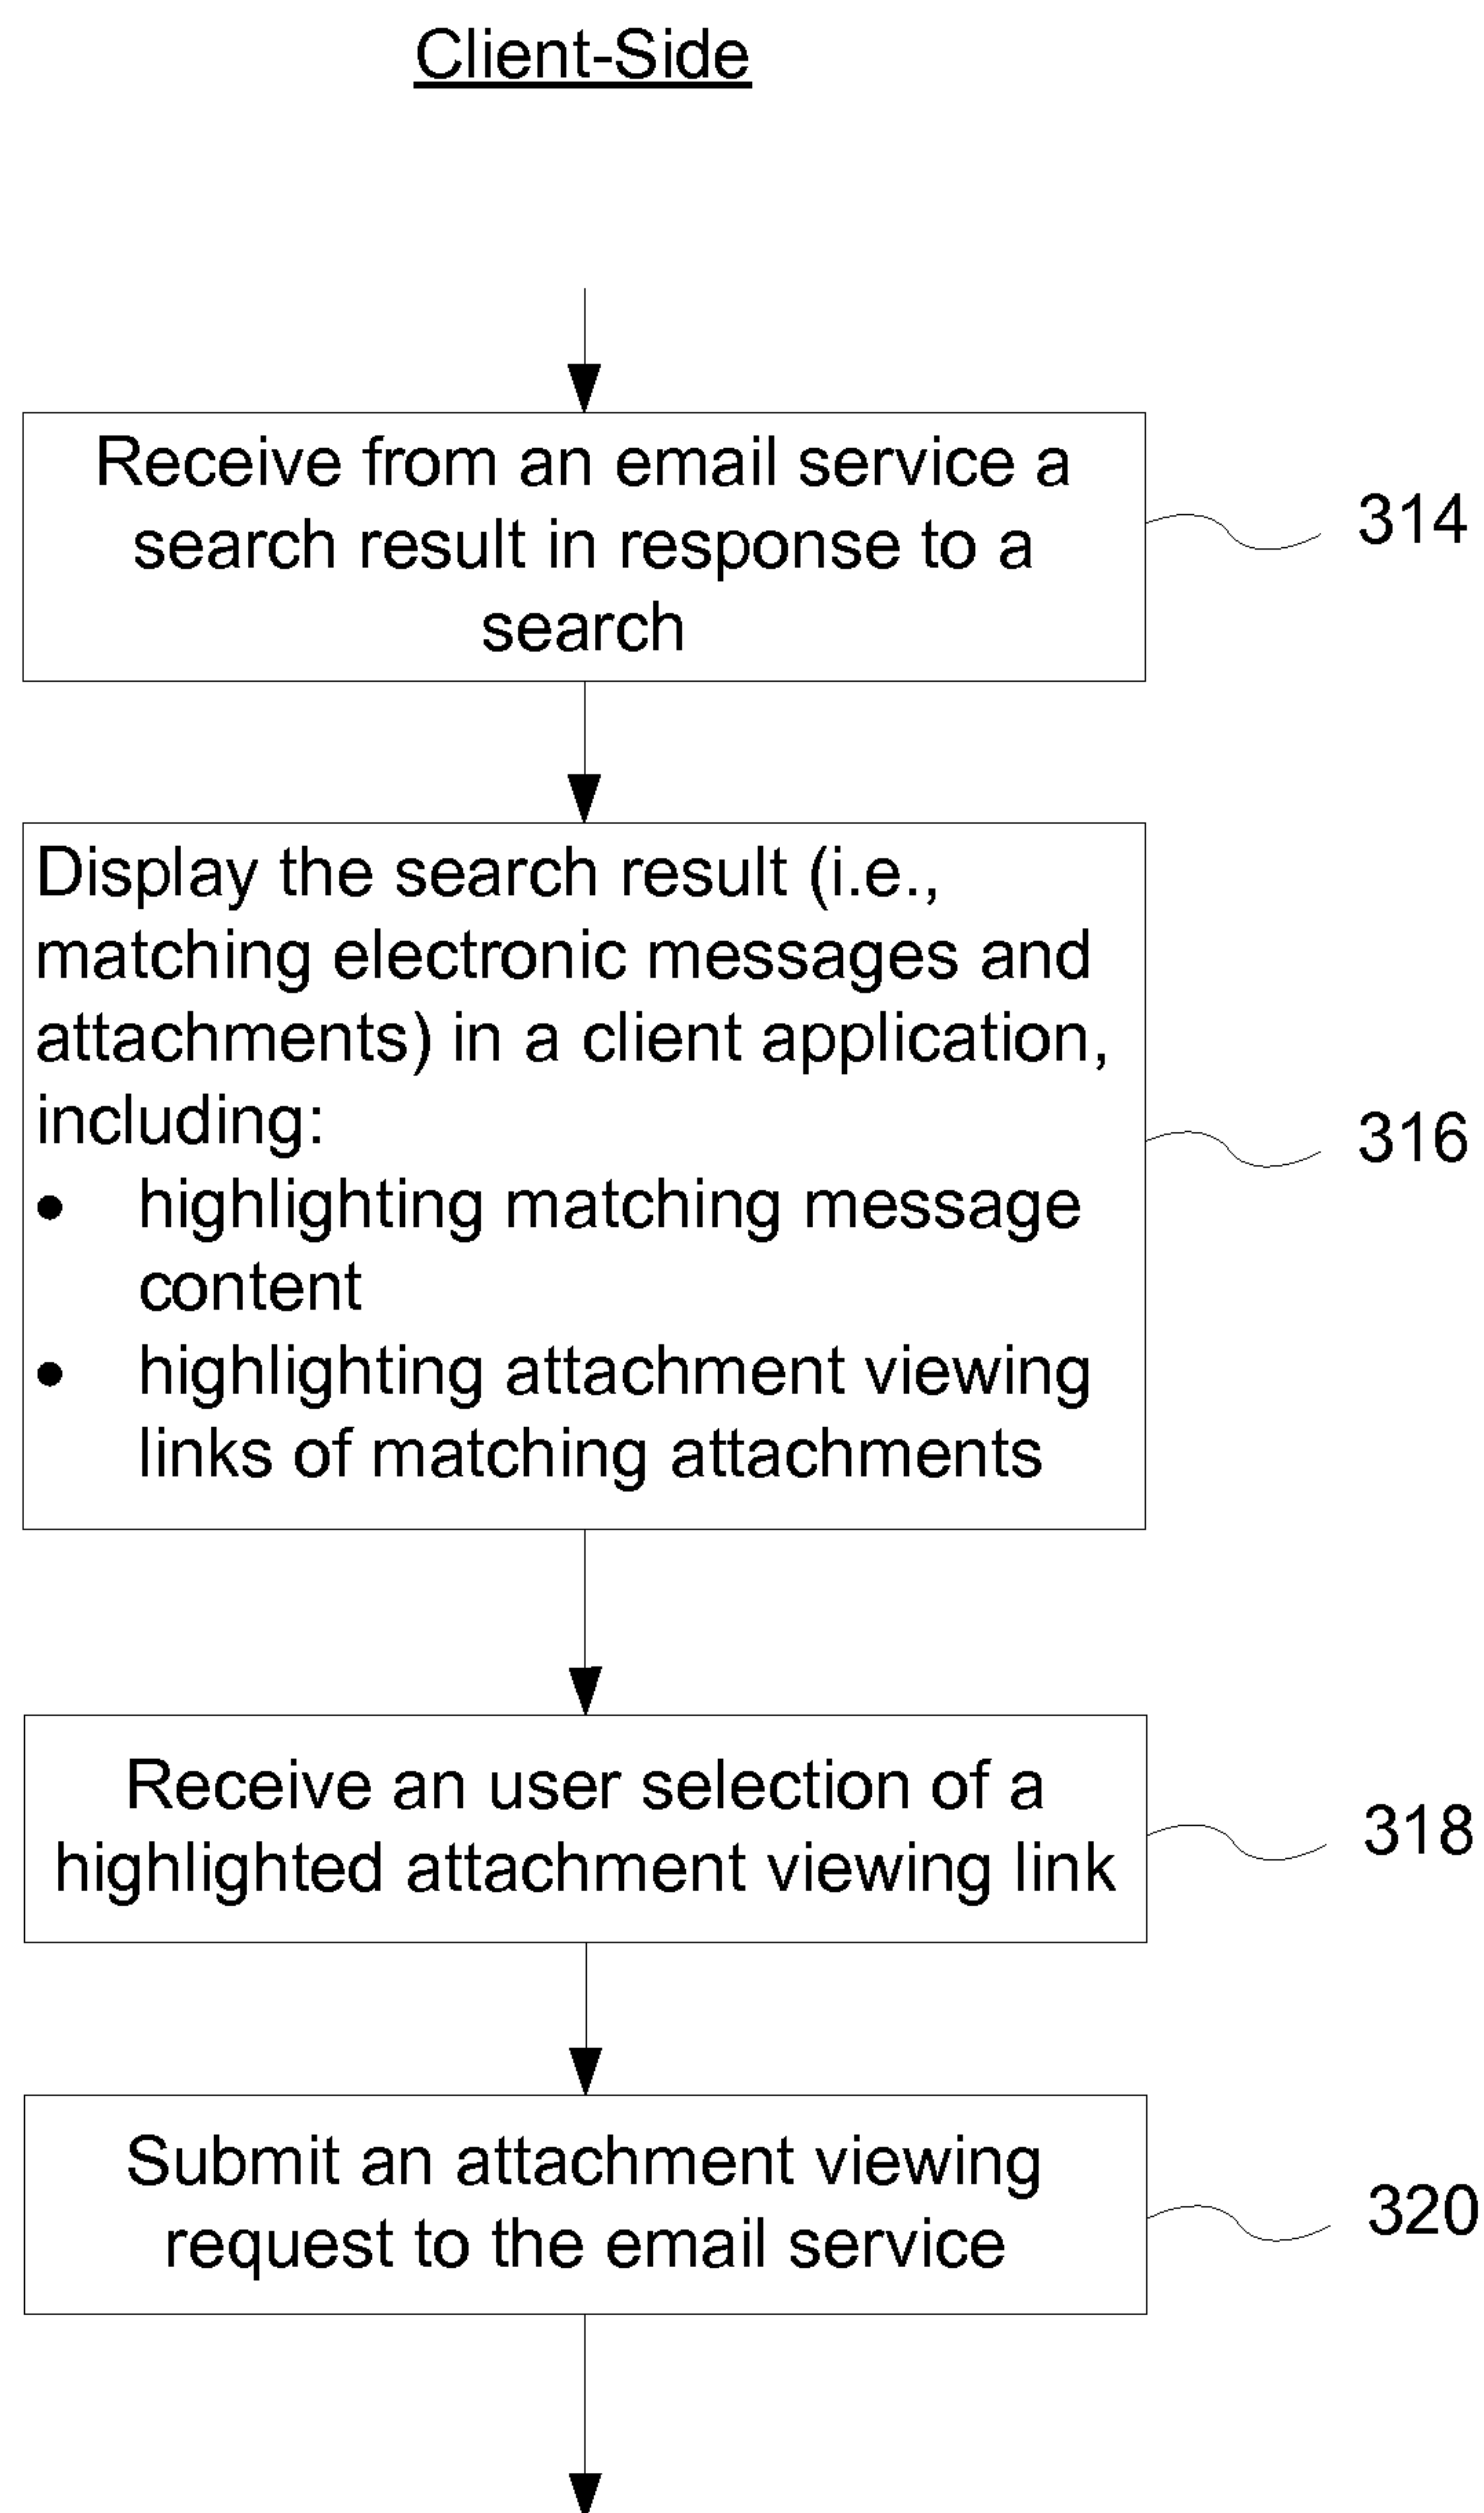 Client-Side
Receive from an email service a
search result in response to a
search
314
Display the search result (i.e.,
matching electronic messages and
attachments) in a client application,
including:
• highlighting matching message
content
• highlighting attachment viewing
links of matching attachments
316
Receive an user selection of a
highlighted attachment viewing link
318
Submit an attachment viewing
request to the email service
320